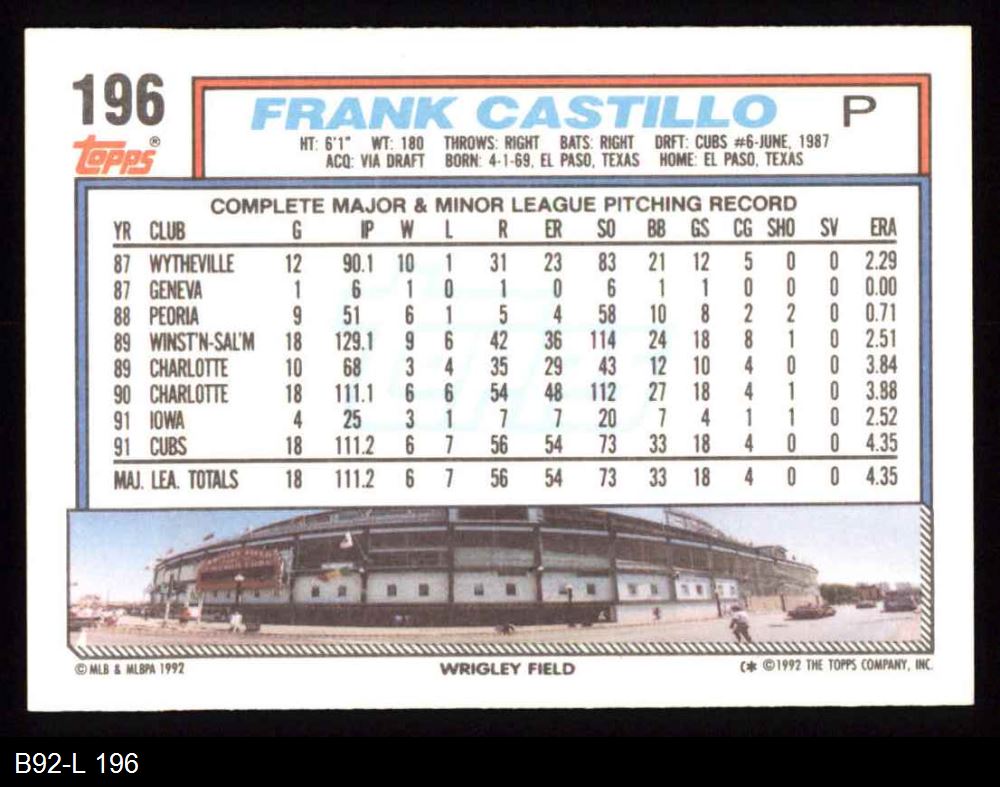 196
TOPPS®
FRANK CASTILLO P
HT: 6'1" WT: 180 THROWS: RIGHT BATS: RIGHT DRFT: CUBS #6-JUNE, 1987
ACQ: VIA DRAFT BORN: 4-1-69, EL PASO, TEXAS HOME: EL PASO, TEXAS
COMPLETE MAJOR & MINOR LEAGUE PITCHING RECORD
YR CLUB G IP W L R ER SO BB GS CG SHO SV ERA
87 WYTHEVILLE 12 90.1 10 1 31 23 83 21 12 5 0 0 2.29
87 GENEVA 1 6 1 0 1 0 6 1 1 0 0 0 0.00
88 PEORIA 9 51 6 1 5 4 58 10 8 2 2 0 0.71
89 WINST'N-SAL'M 18 129.1 9 6 42 36 114 24 18 8 1 0 2.51
89 CHARLOTTE 10 68 3 4 35 29 43 12 10 4 0 0 3.84
90 CHARLOTTE 18 111.1 6 6 54 48 112 27 18 4 1 0 3.88
91 IOWA 4 25 3 1 7 7 20 7 4 1 1 0 2.52
91 CUBS 18 111.2 6 7 56 54 73 33 18 4 0 0 4.35
MAJ. LEA. TOTALS 18 111.2 6 7 56 54 73 33 18 4 0 0 4.35
WRIGLEY FIELD
© MLB & MLBPA 1992 WRIGLEY FIELD (* ©1992 THE TOPPS COMPANY, INC.
B92-L 196